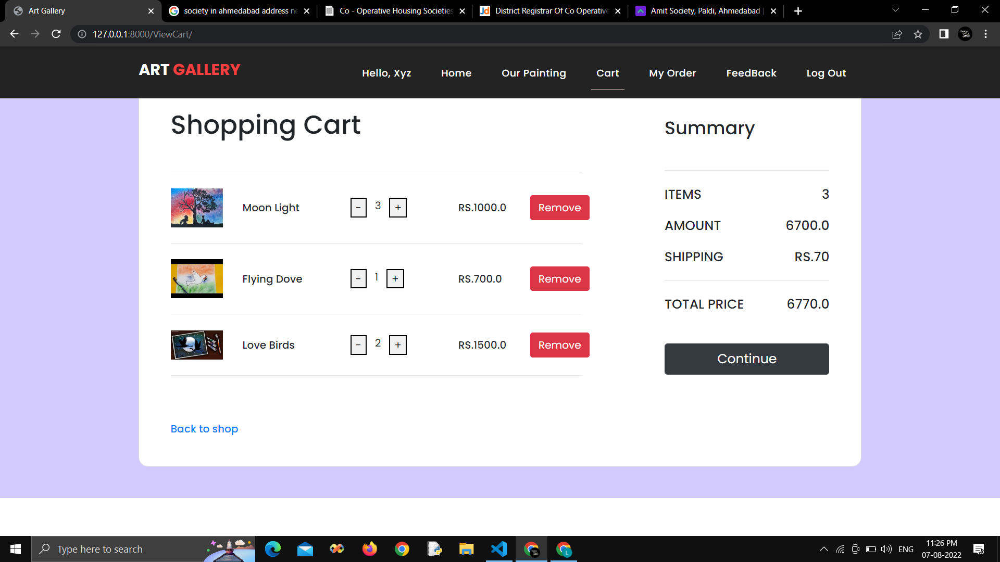 Art Gallery
society in ahmedabad address ne
Co - Operative Housing Societies
District Registrar Of Co Operative
Amit Society, Paldi, Ahmedabad |
127.0.0.1:8000/ViewCart/
ART GALLERY
Hello, Xyz
Home
Our Painting
Cart
My Order
FeedBack
Log Out
Shopping Cart
Moon Light - 3 + RS.1000.0 Remove
Flying Dove - 1 + RS.700.0 Remove
Love Birds - 2 + RS.1500.0 Remove
Back to shop
Summary
ITEMS 3
AMOUNT 6700.0
SHIPPING RS.70
TOTAL PRICE 6770.0
Continue
Type here to search
ENG
11:26 PM
07-08-2022